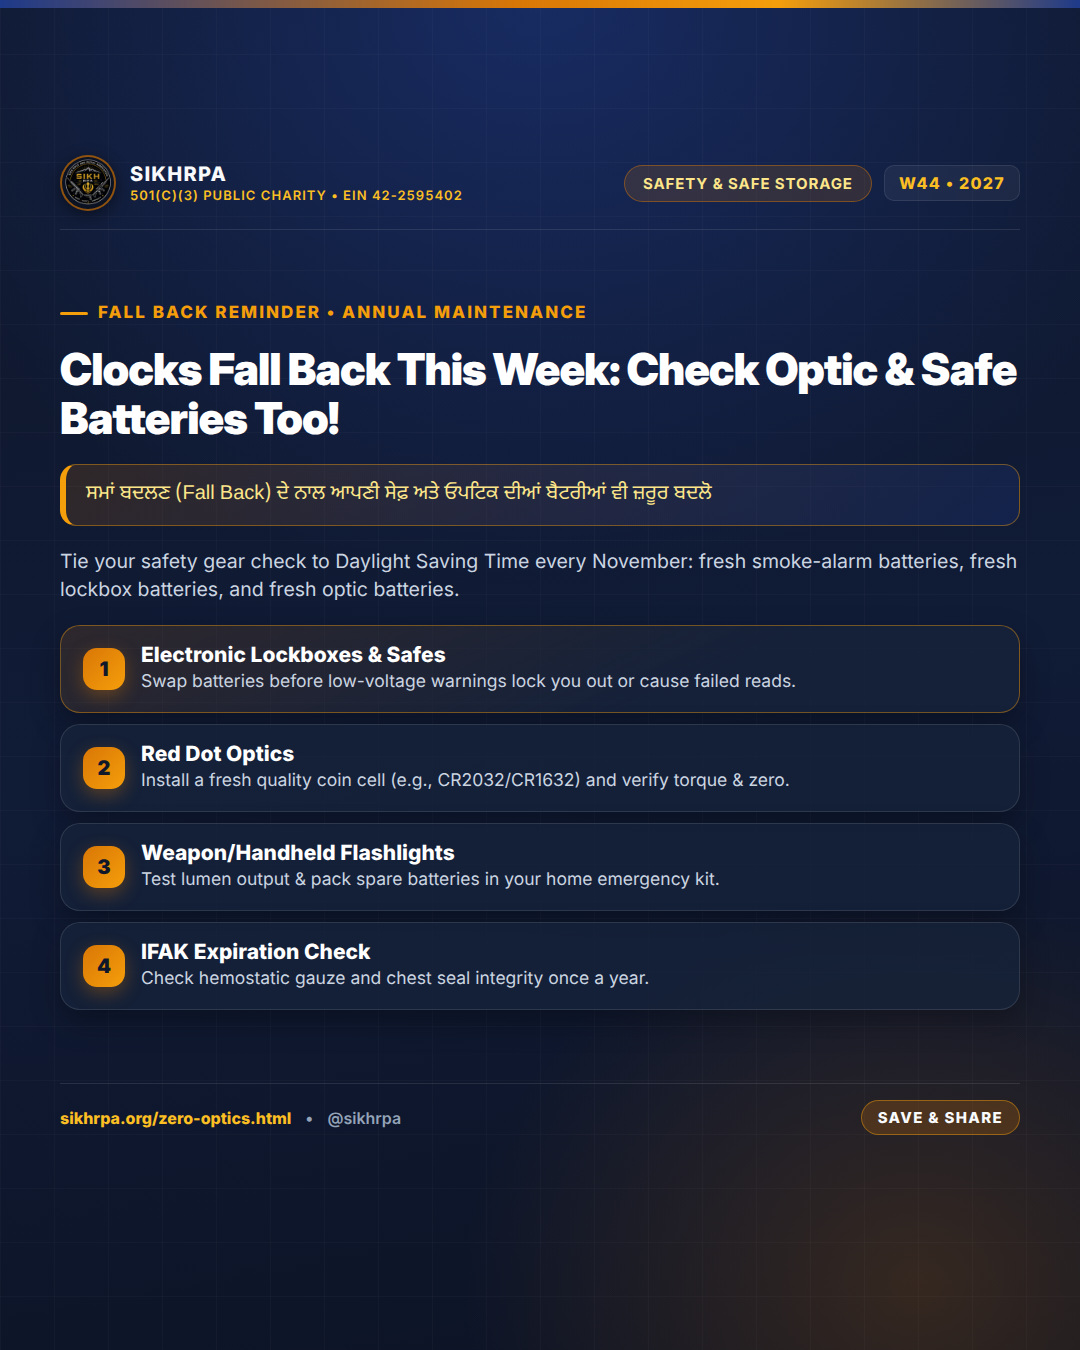 SIKH
RPA
SIKHRPA
501(C)(3) PUBLIC CHARITY • EIN 42-2595402
SAFETY & SAFE STORAGE
W44 • 2027
FALL BACK REMINDER • ANNUAL MAINTENANCE
Clocks Fall Back This Week: Check Optic & Safe
Batteries Too!
ਸਮਾਂ ਬਦਲਣ (Fall Back) ਦੇ ਨਾਲ ਆਪਣੀ ਸੇਫ਼ ਅਤੇ ਓਪਟਿਕ ਦੀਆਂ ਬੈਟਰੀਆਂ ਵੀ ਜ਼ਰੂਰ ਬਦਲੋ
Tie your safety gear check to Daylight Saving Time every November: fresh smoke-alarm batteries, fresh
lockbox batteries, and fresh optic batteries.
1
Electronic Lockboxes & Safes
Swap batteries before low-voltage warnings lock you out or cause failed reads.
2
Red Dot Optics
Install a fresh quality coin cell (e.g., CR2032/CR1632) and verify torque & zero.
3
Weapon/Handheld Flashlights
Test lumen output & pack spare batteries in your home emergency kit.
4
IFAK Expiration Check
Check hemostatic gauze and chest seal integrity once a year.
sikhrpa.org/zero-optics.html • @sikhrpa
SAVE & SHARE